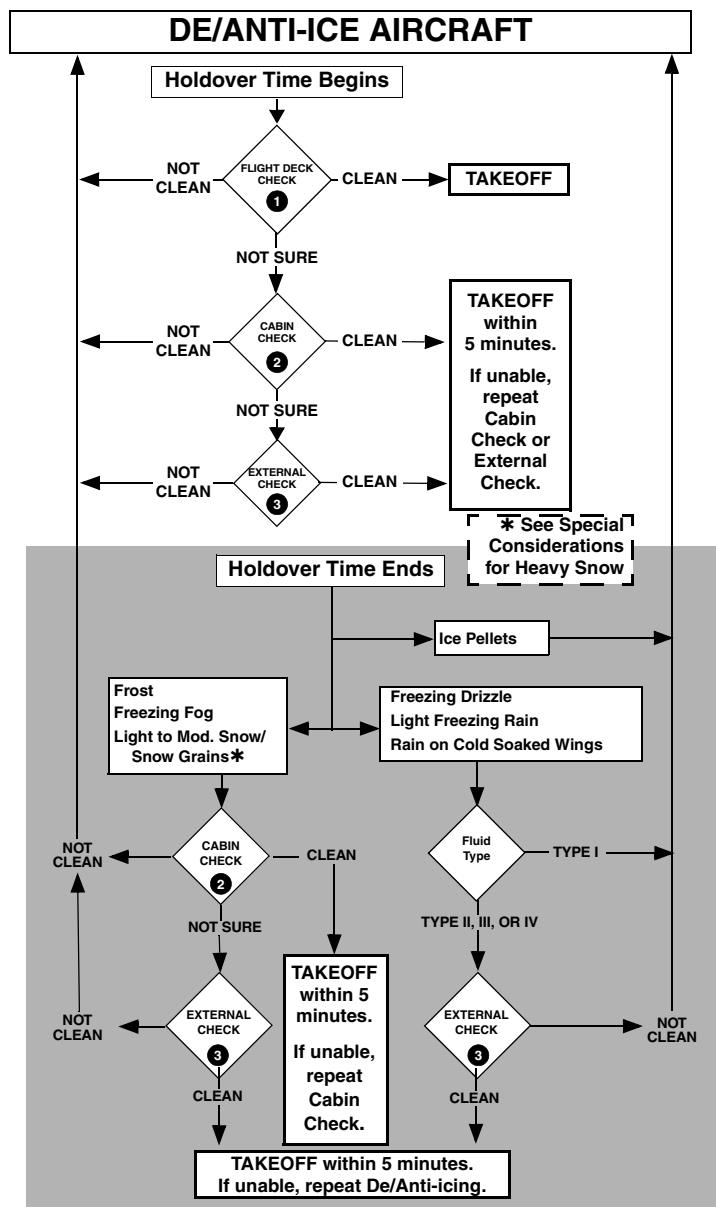 DE/ANTI-ICE AIRCRAFT
Holdover Time Begins
FLIGHT DECK
CHECK
1
NOT
CLEAN
CLEAN
TAKEOFF
NOT SURE
CABIN
CHECK
2
NOT
CLEAN
CLEAN
TAKEOFF
within
5 minutes.
If unable,
repeat
Cabin
Check or
External
Check.
NOT SURE
EXTERNAL
CHECK
3
NOT
CLEAN
CLEAN
* See Special
Considerations
for Heavy Snow
Holdover Time Ends
Ice Pellets
Frost
Freezing Fog
Light to Mod. Snow/
Snow Grains*
Freezing Drizzle
Light Freezing Rain
Rain on Cold Soaked Wings
CABIN
CHECK
2
NOT
CLEAN
CLEAN
Fluid
Type
TYPE I
NOT SURE
TYPE II, III, OR IV
TAKEOFF
within 5
minutes.
If unable,
repeat
Cabin
Check.
EXTERNAL
CHECK
3
NOT
CLEAN
CLEAN
EXTERNAL
CHECK
3
NOT
CLEAN
CLEAN
TAKEOFF within 5 minutes.
If unable, repeat De/Anti-icing.